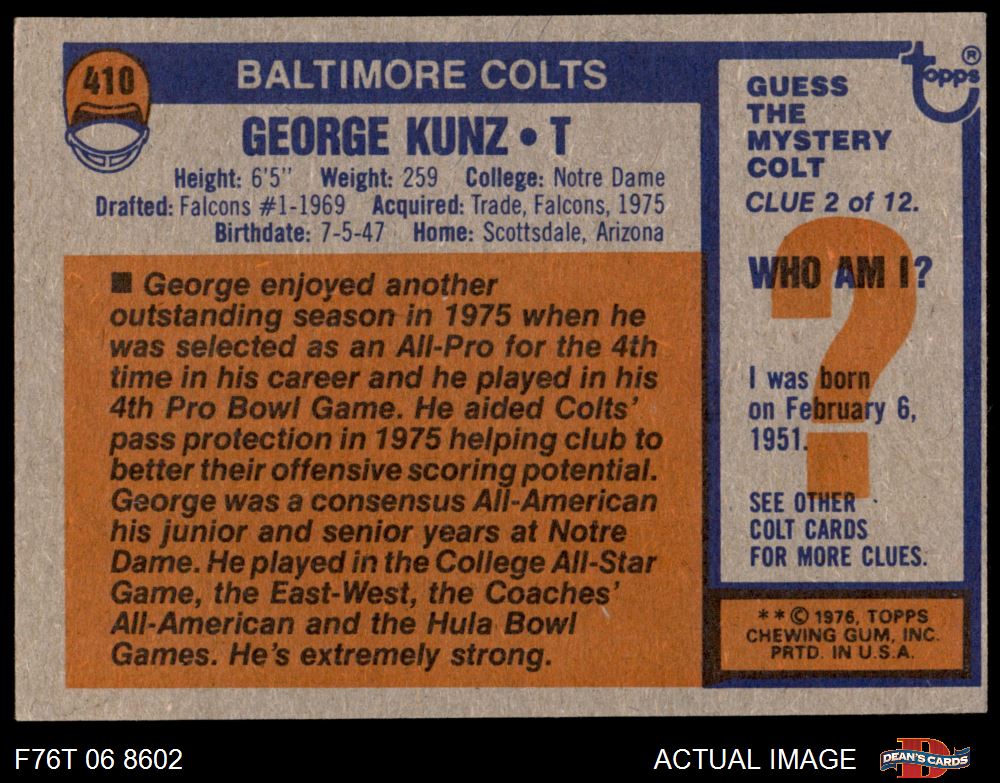 410
BALTIMORE COLTS
GEORGE KUNZ • T
Height: 6'5" Weight: 259 College: Notre Dame
Drafted: Falcons #1-1969 Acquired: Trade, Falcons, 1975
Birthdate: 7-5-47 Home: Scottsdale, Arizona
■ George enjoyed another
outstanding season in 1975 when he
was selected as an All-Pro for the 4th
time in his career and he played in his
4th Pro Bowl Game. He aided Colts'
pass protection in 1975 helping club to
better their offensive scoring potential.
George was a consensus All-American
his junior and senior years at Notre
Dame. He played in the College All-Star
Game, the East-West, the Coaches'
All-American and the Hula Bowl
Games. He's extremely strong.
topps®
GUESS
THE
MYSTERY
COLT
CLUE 2 of 12.
WHO AM I?
?
I was born
on February 6,
1951.
SEE OTHER
COLT CARDS
FOR MORE CLUES.
**© 1976, TOPPS
CHEWING GUM, INC.
PRTD. IN U.S.A.
F76T 06 8602
ACTUAL IMAGE
D
DEAN'S CARDS